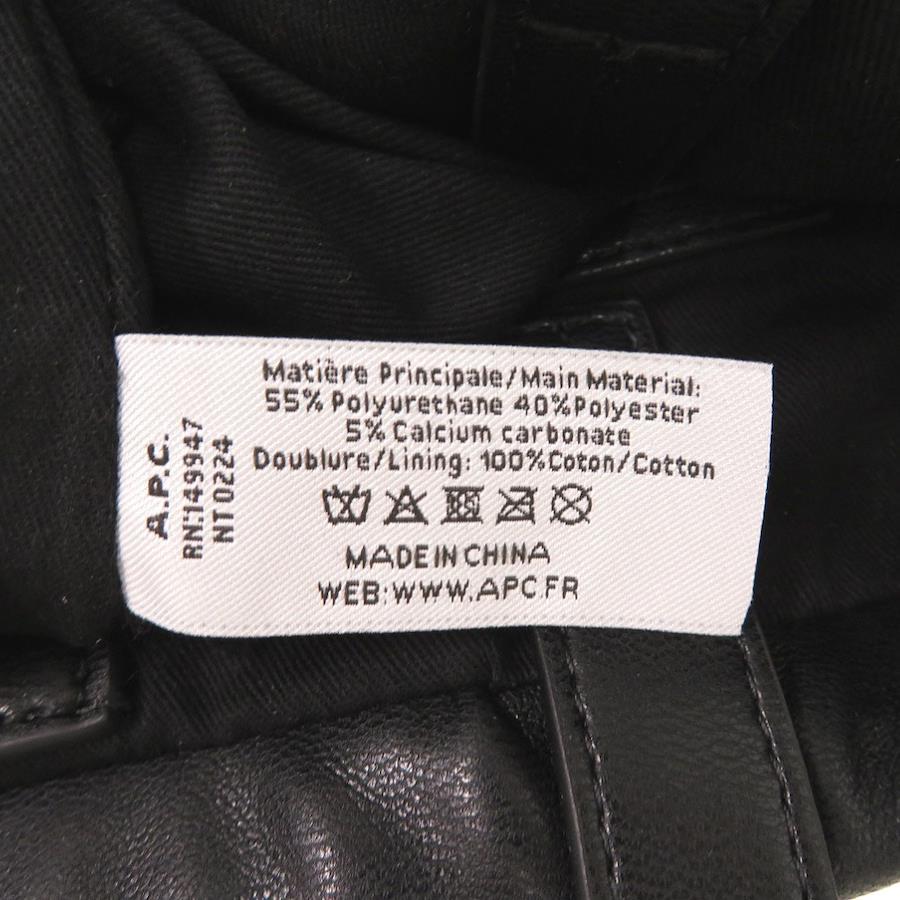 A.P.C.
RN:149947
NT 0224
Matière Principale/Main Material:
55% Polyurethane 40%Polyester
5% Calcium carbonate
Doublure/Lining: 100%Coton/Cotton
MADE IN CHINA
WEB:WWW.APC.FR